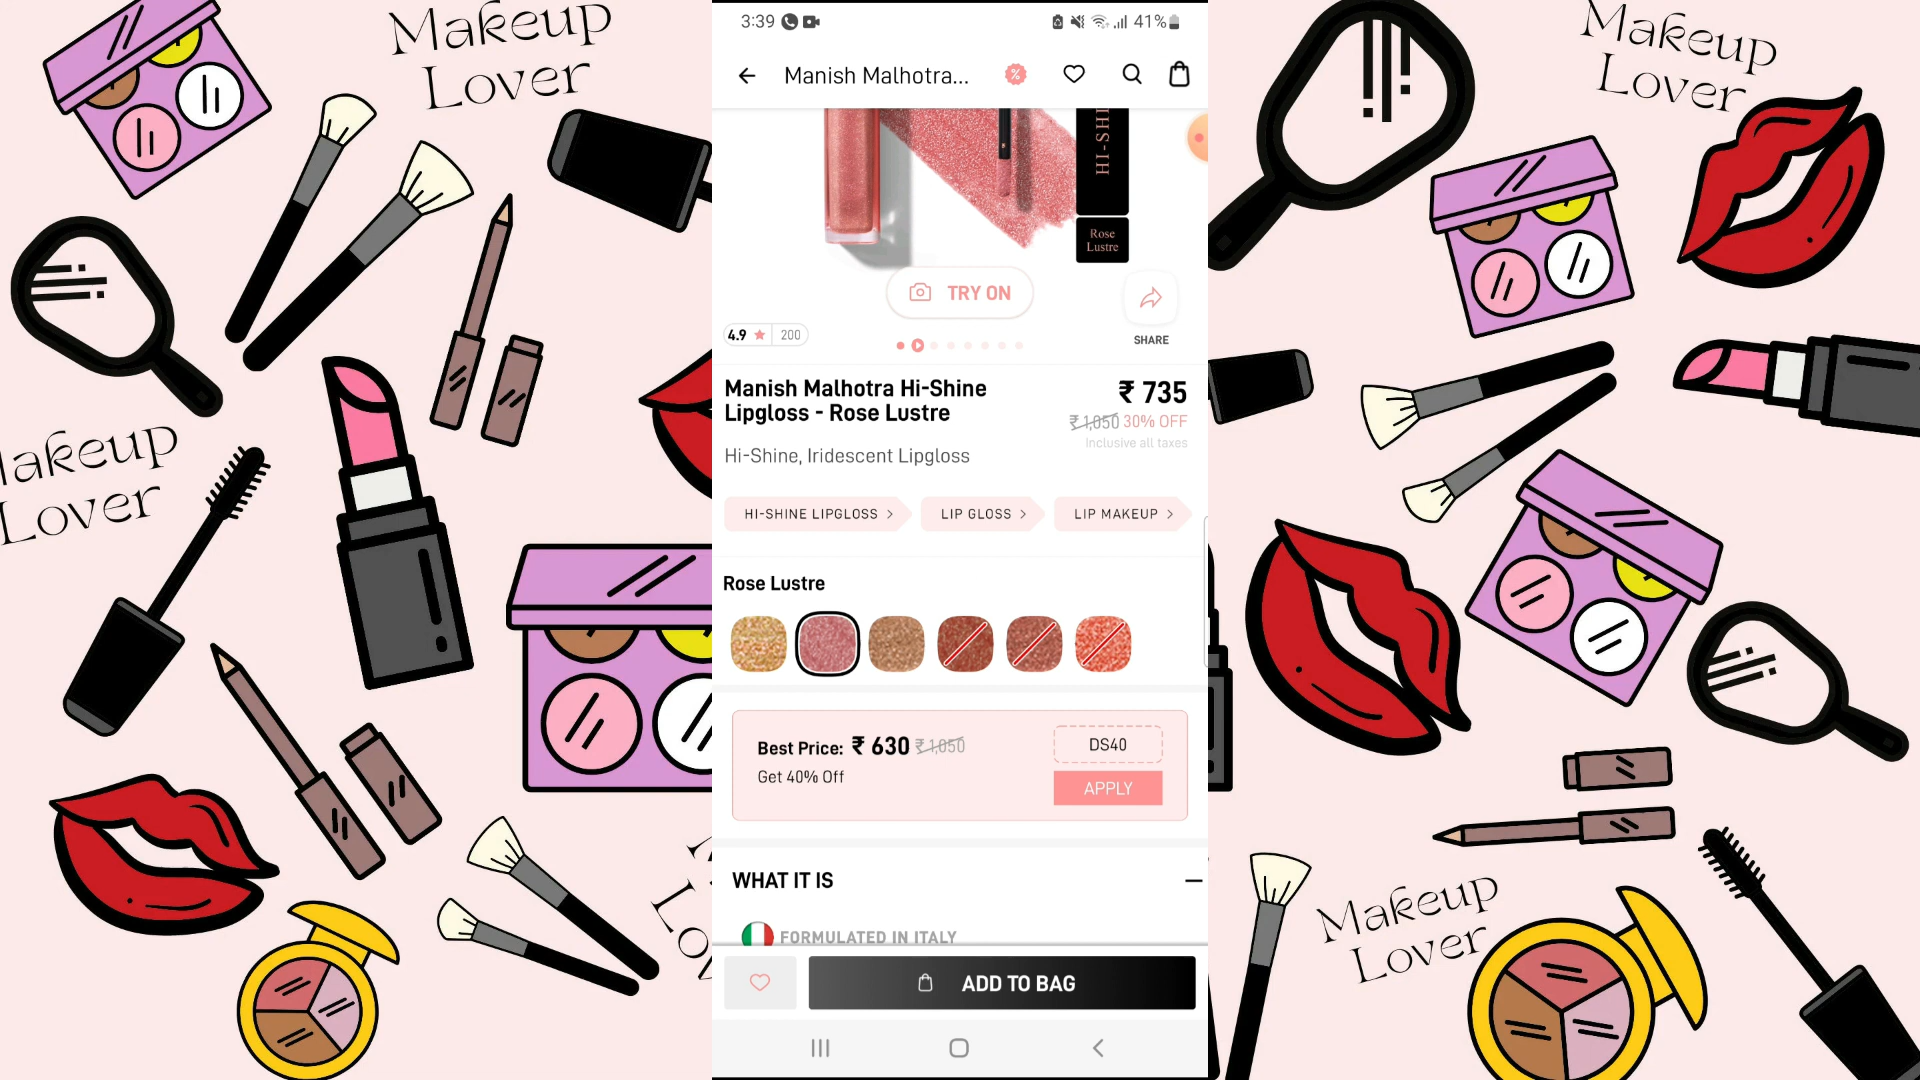 Makeup
Lover
Makeup
Lover
Lover
Makeup
Lover
3:39
41%
Manish Malhotra...
%
HI-SHI
Rose
Lustre
TRY ON
4.9 200
SHARE
Manish Malhotra Hi-Shine
Lipgloss - Rose Lustre
₹ 735
₹ 1,050 30% OFF
Inclusive all taxes
Hi-Shine, Iridescent Lipgloss
HI-SHINE LIPGLOSS >
LIP GLOSS >
LIP MAKEUP >
Rose Lustre
Best Price: ₹ 630 ₹ 1,050
Get 40% Off
DS40
APPLY
WHAT IT IS
FORMULATED IN ITALY
ADD TO BAG